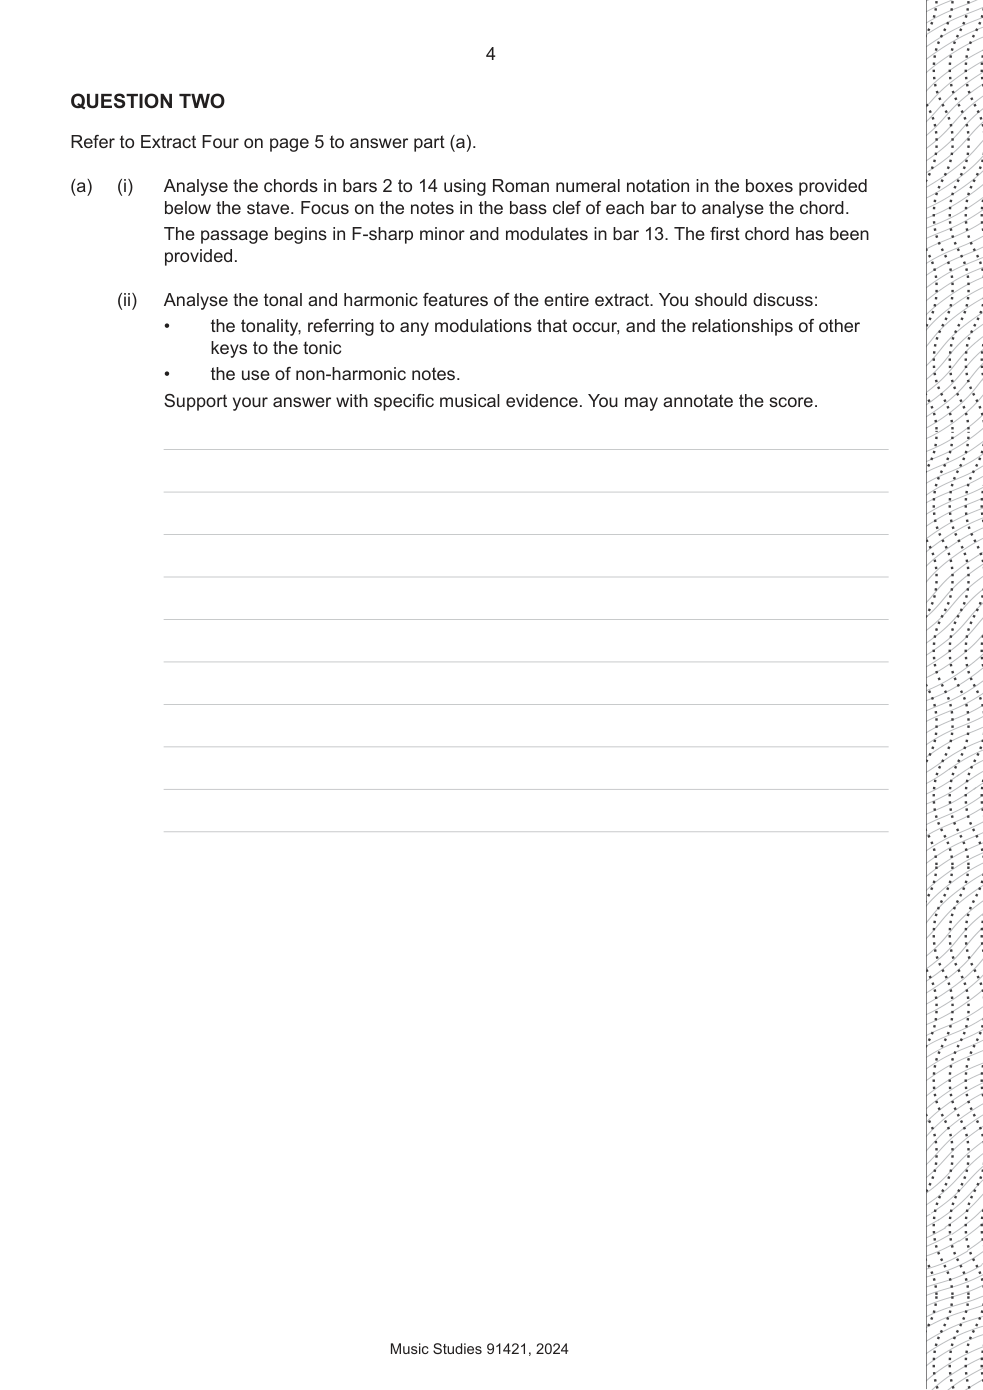 4
QUESTION TWO
Refer to Extract Four on page 5 to answer part (a).
(a) (i) Analyse the chords in bars 2 to 14 using Roman numeral notation in the boxes provided
below the stave. Focus on the notes in the bass clef of each bar to analyse the chord.
The passage begins in F-sharp minor and modulates in bar 13. The first chord has been
provided.
(ii) Analyse the tonal and harmonic features of the entire extract. You should discuss:
• the tonality, referring to any modulations that occur, and the relationships of other
keys to the tonic
• the use of non-harmonic notes.
Support your answer with specific musical evidence. You may annotate the score.
Music Studies 91421, 2024